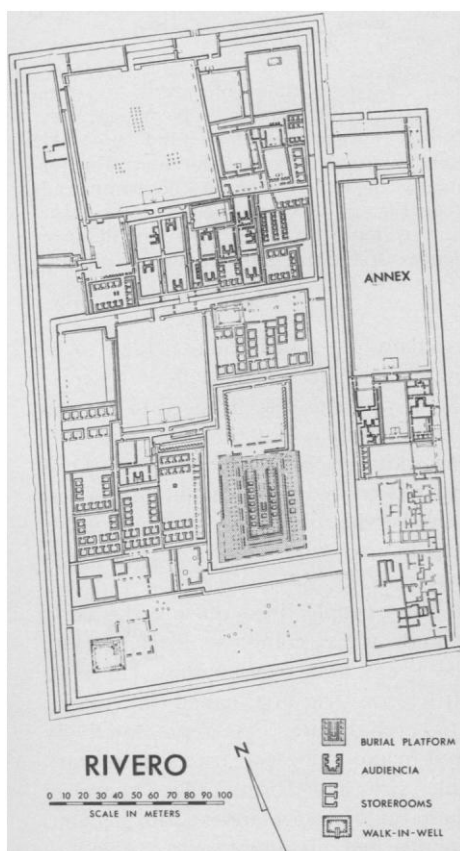 ANNEX
RIVERO
0 10 20 30 40 50 60 70 80 90 100
SCALE IN METERS
N
BURIAL PLATFORM
AUDIENCIA
STOREROOMS
WALK-IN-WELL